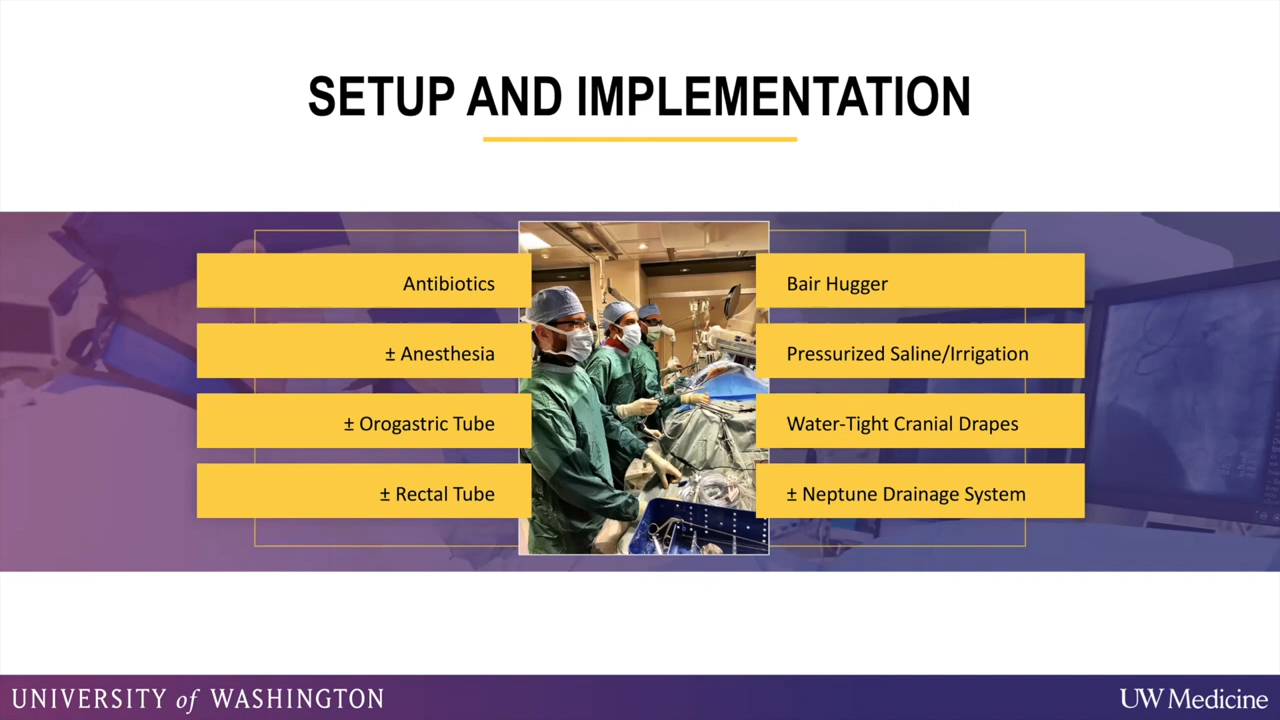 SETUP AND IMPLEMENTATION
Antibiotics
± Anesthesia
± Orogastric Tube
± Rectal Tube
Bair Hugger
Pressurized Saline/Irrigation
Water-Tight Cranial Drapes
± Neptune Drainage System
UNIVERSITY of WASHINGTON
UW Medicine